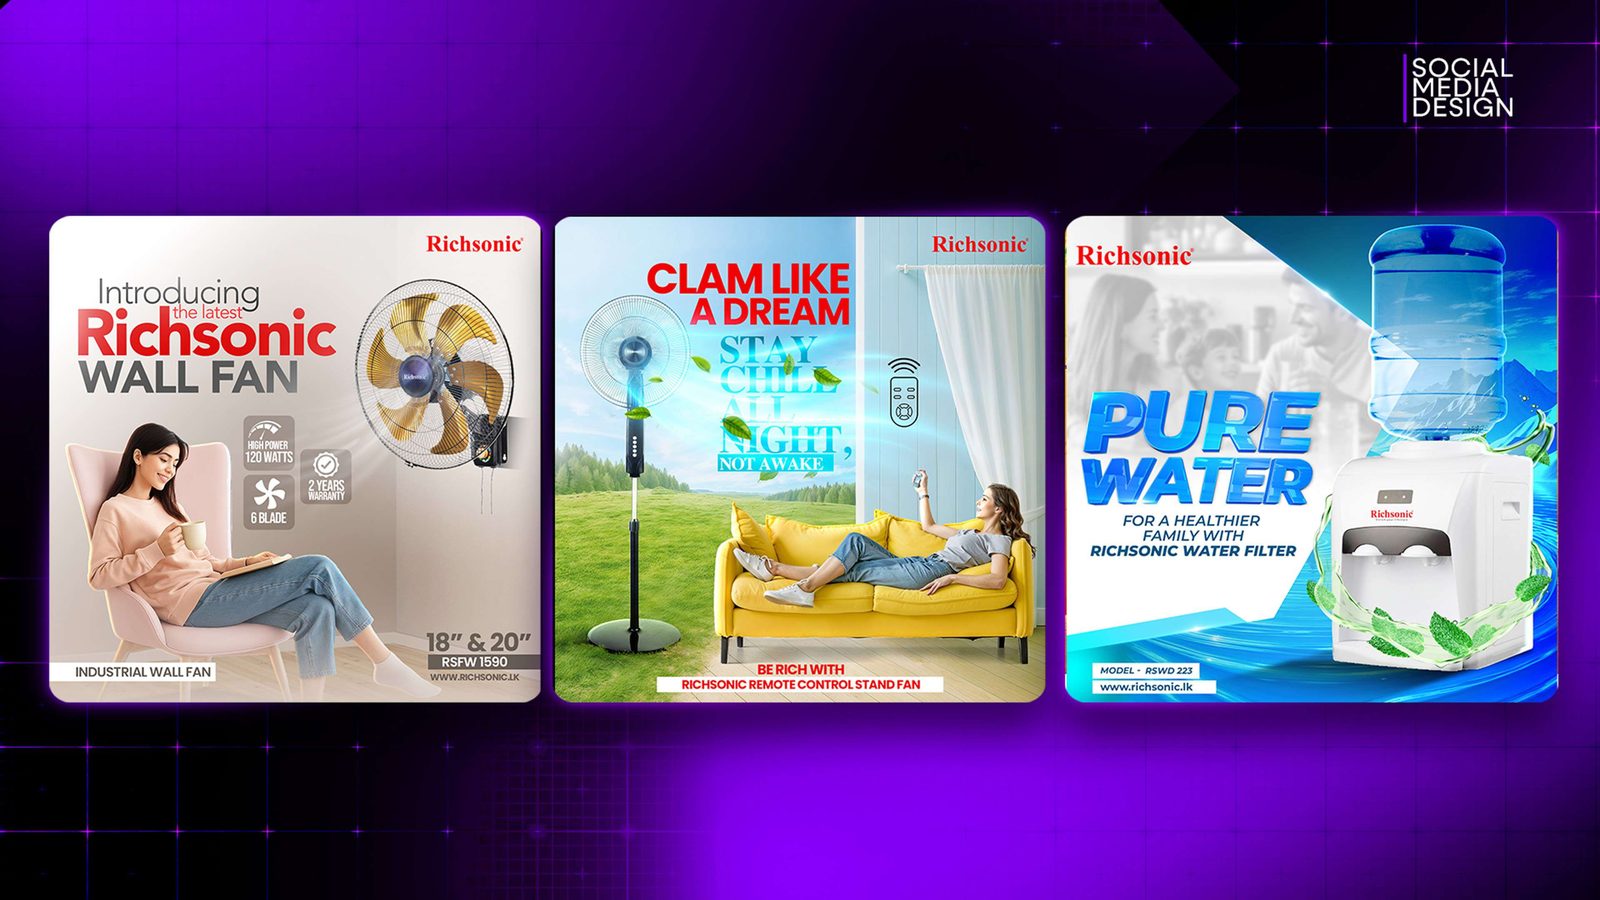 SOCIAL
MEDIA
DESIGN
Richsonic
Introducing
the latest
Richsonic
WALL FAN
Richsonic
HIGH POWER
120 WATTS
2 YEARS
WARRANTY
6 BLADE
18" & 20"
RSFW 1590
WWW.RICHSONIC.LK
INDUSTRIAL WALL FAN
Richsonic
CLAM LIKE
A DREAM
STAY
CHILL
ALL
NIGHT,
NOT AWAKE
BE RICH WITH
RICHSONIC REMOTE CONTROL STAND FAN
Richsonic
PURE
WATER
FOR A HEALTHIER
FAMILY WITH
RICHSONIC WATER FILTER
Richsonic
MODEL - RSWD 223
www.richsonic.lk